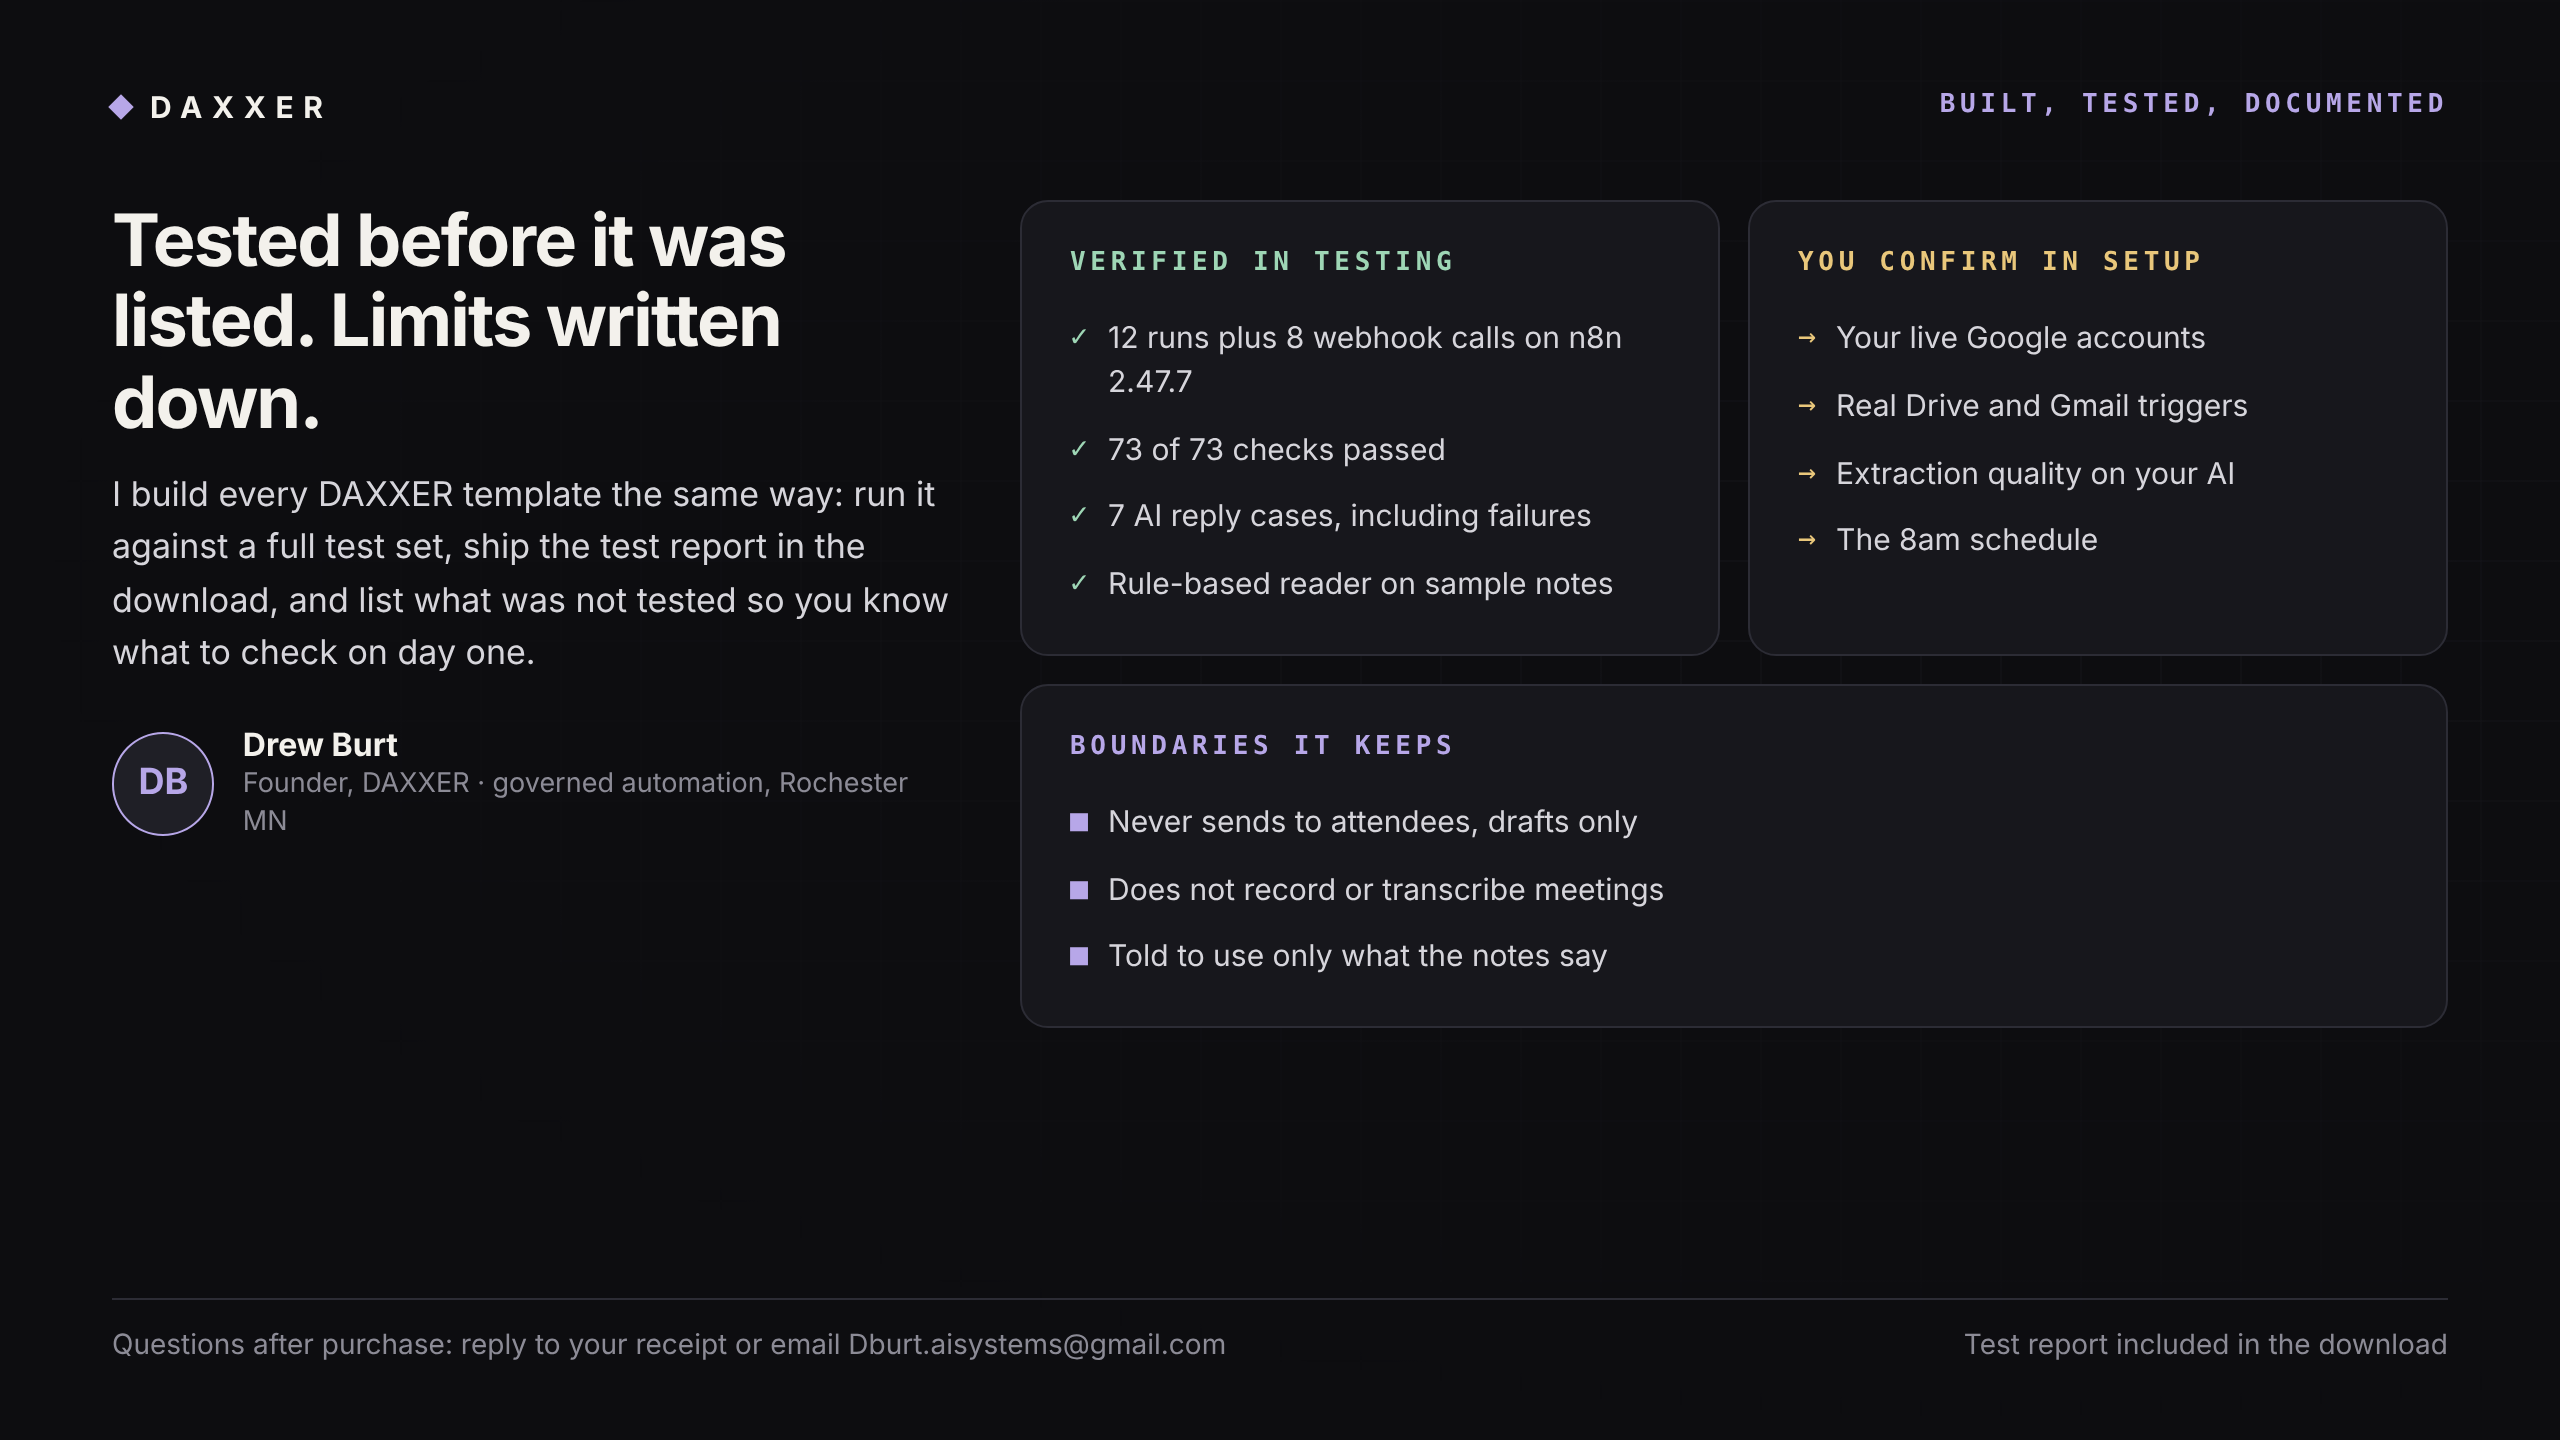 DAXXER
BUILT, TESTED, DOCUMENTED
Tested before it was
listed. Limits written
down.
I build every DAXXER template the same way: run it
against a full test set, ship the test report in the
download, and list what was not tested so you know
what to check on day one.
DB
Drew Burt
Founder, DAXXER · governed automation, Rochester
MN
VERIFIED IN TESTING
✓ 12 runs plus 8 webhook calls on n8n
2.47.7
✓ 73 of 73 checks passed
✓ 7 AI reply cases, including failures
✓ Rule-based reader on sample notes
YOU CONFIRM IN SETUP
→ Your live Google accounts
→ Real Drive and Gmail triggers
→ Extraction quality on your AI
→ The 8am schedule
BOUNDARIES IT KEEPS
■ Never sends to attendees, drafts only
■ Does not record or transcribe meetings
■ Told to use only what the notes say
Questions after purchase: reply to your receipt or email Dburt.aisystems@gmail.com
Test report included in the download